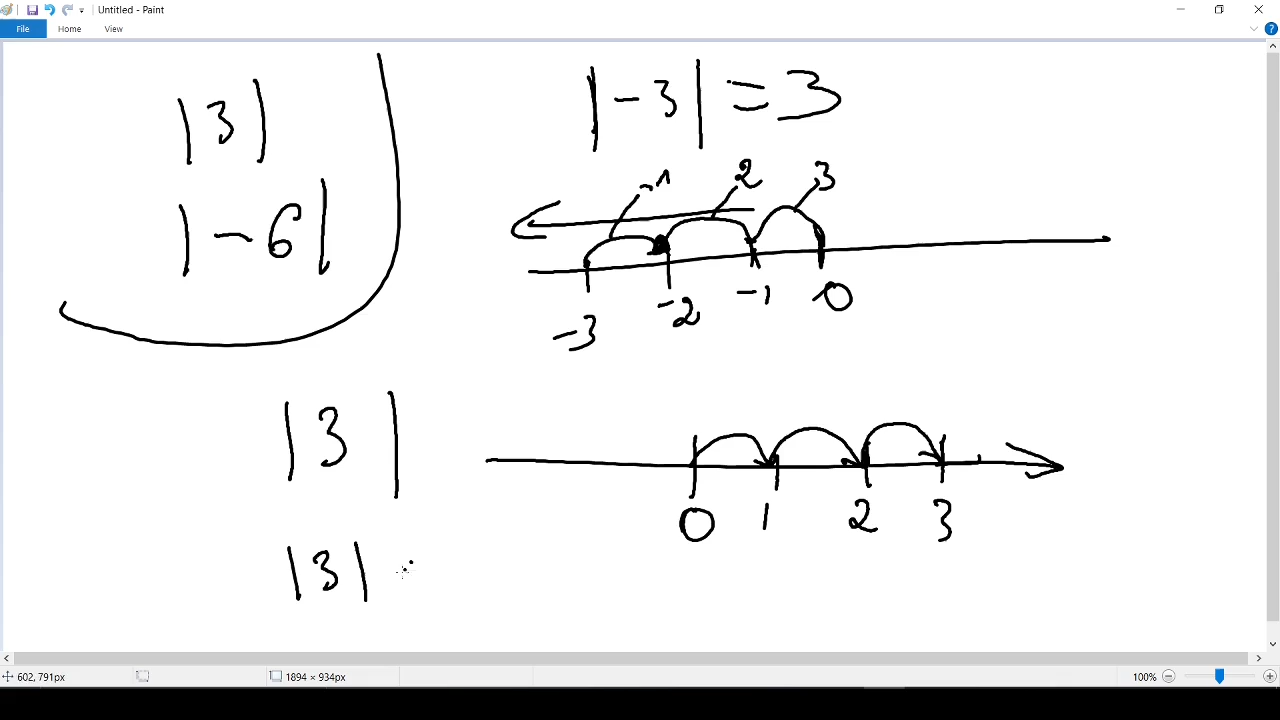 Untitled - Paint
File Home View
|3|
|-6|
|-3| = 3
1 2 3
-3 -2 -1 0
|3|
0 1 2 3
|3|
602, 791px 1894 × 934px 100%